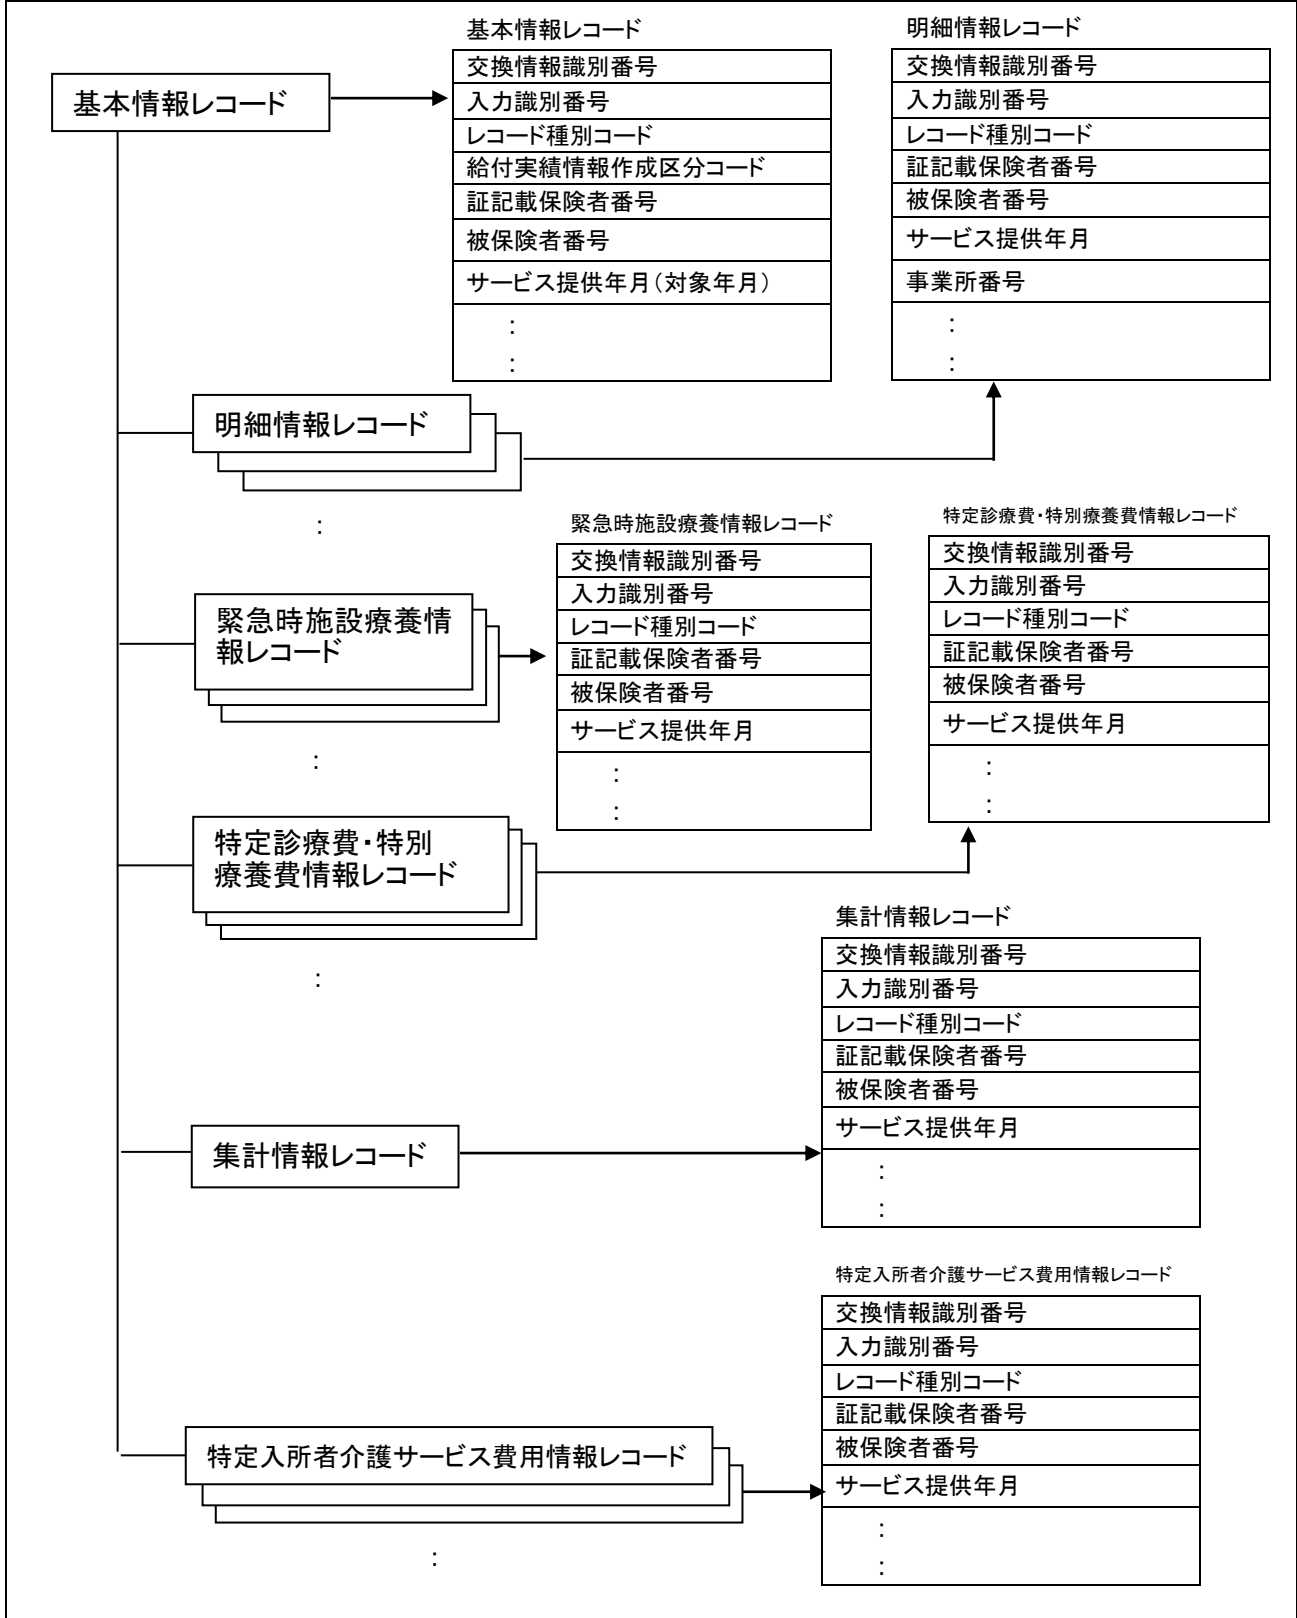 基本情報レコード
基本情報レコード
交換情報識別番号
入力識別番号
レコード種別コード
給付実績情報作成区分コード
証記載保険者番号
被保険者番号
サービス提供年月(対象年月)
:
:
明細情報レコード
交換情報識別番号
入力識別番号
レコード種別コード
証記載保険者番号
被保険者番号
サービス提供年月
事業所番号
:
:
明細情報レコード
:
緊急時施設療養情報レコード
交換情報識別番号
入力識別番号
レコード種別コード
証記載保険者番号
被保険者番号
サービス提供年月
:
:
特定診療費・特別療養費情報レコード
交換情報識別番号
入力識別番号
レコード種別コード
証記載保険者番号
被保険者番号
サービス提供年月
:
:
緊急時施設療養情
報レコード
:
特定診療費・特別
療養費情報レコード
:
集計情報レコード
交換情報識別番号
入力識別番号
レコード種別コード
証記載保険者番号
被保険者番号
サービス提供年月
:
:
集計情報レコード
特定入所者介護サービス費用情報レコード
交換情報識別番号
入力識別番号
レコード種別コード
証記載保険者番号
被保険者番号
サービス提供年月
:
:
特定入所者介護サービス費用情報レコード
: